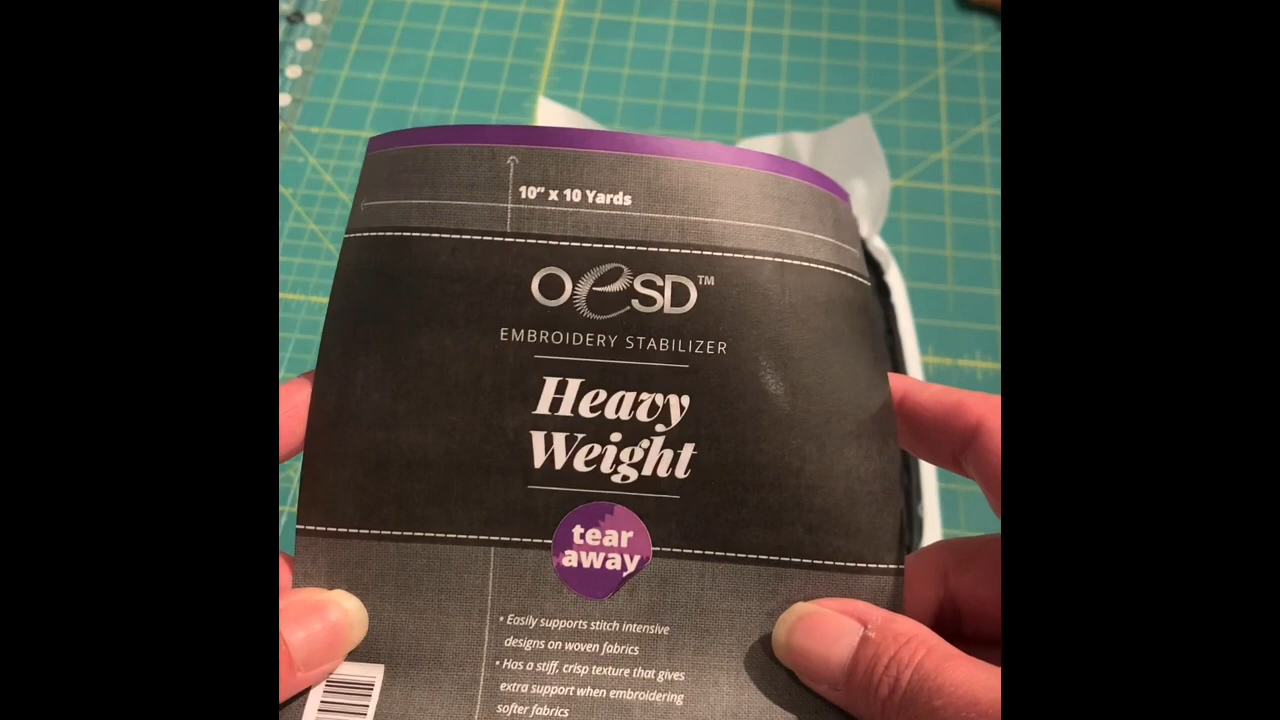 10” x 10 Yards
OeSD™
EMBROIDERY STABILIZER
Heavy
Weight
tear
away
• Easily supports stitch intensive
designs on woven fabrics
• Has a stiff, crisp texture that gives
extra support when embroidering
softer fabrics